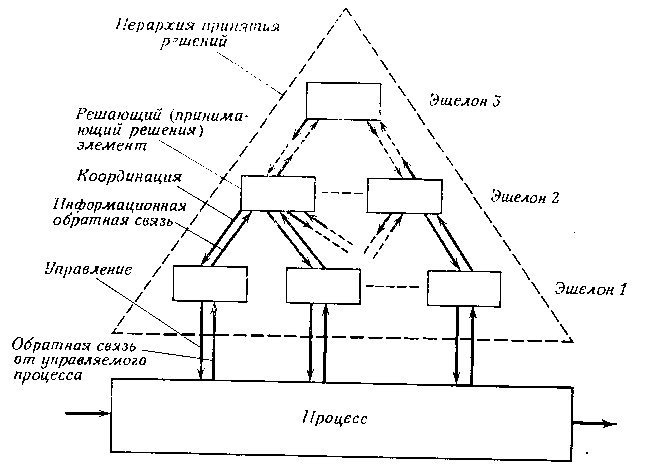 Иерархия принятия
решений
Эшелон 3
Решающий (принима-
ющий решения)
элемент
Координация
Информационная
обратная связь
Эшелон 2
Управление
Эшелон 1
Обратная связь
от управляемого
процесса
Процесс